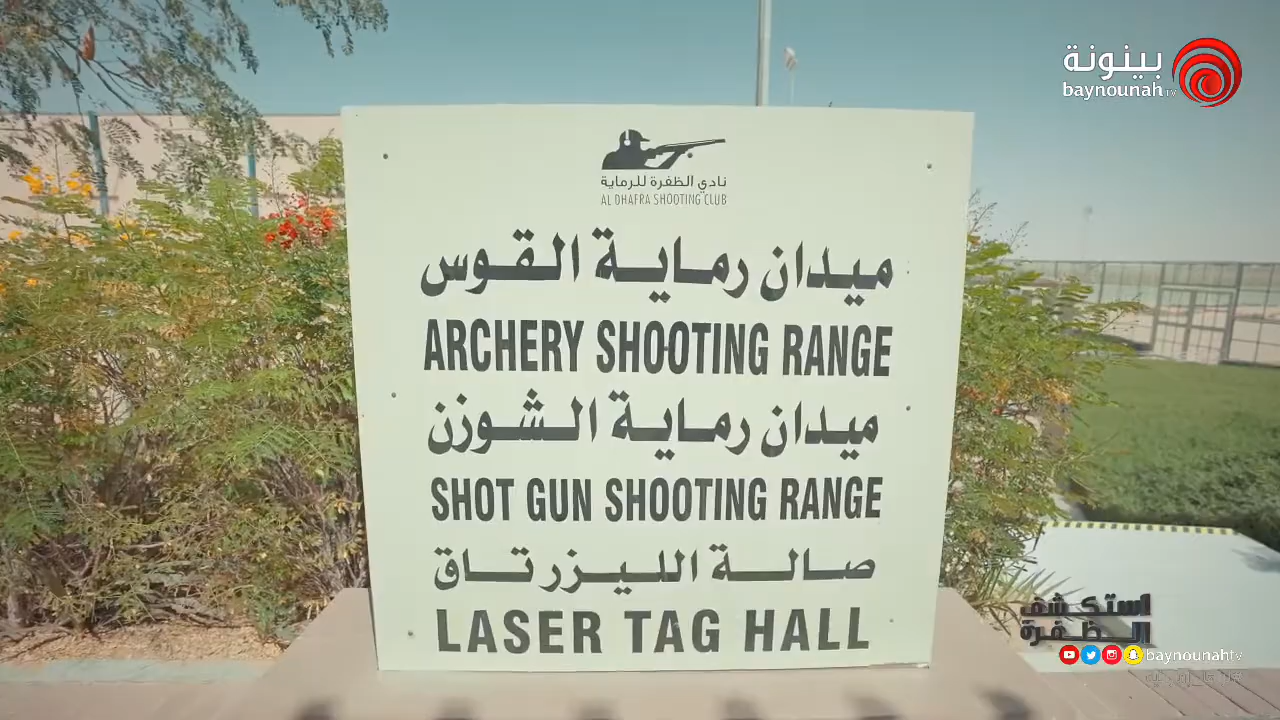 بينونة
baynounah TV
نادي الظفرة للرماية
AL DHAFRA SHOOTING CLUB
ميدان رماية القوس
ARCHERY SHOOTING RANGE
ميدان رماية الشوزن
SHOT GUN SHOOTING RANGE
صالة الليزر تاق
LASER TAG HALL
استكشف
الظفرة
baynounahtv